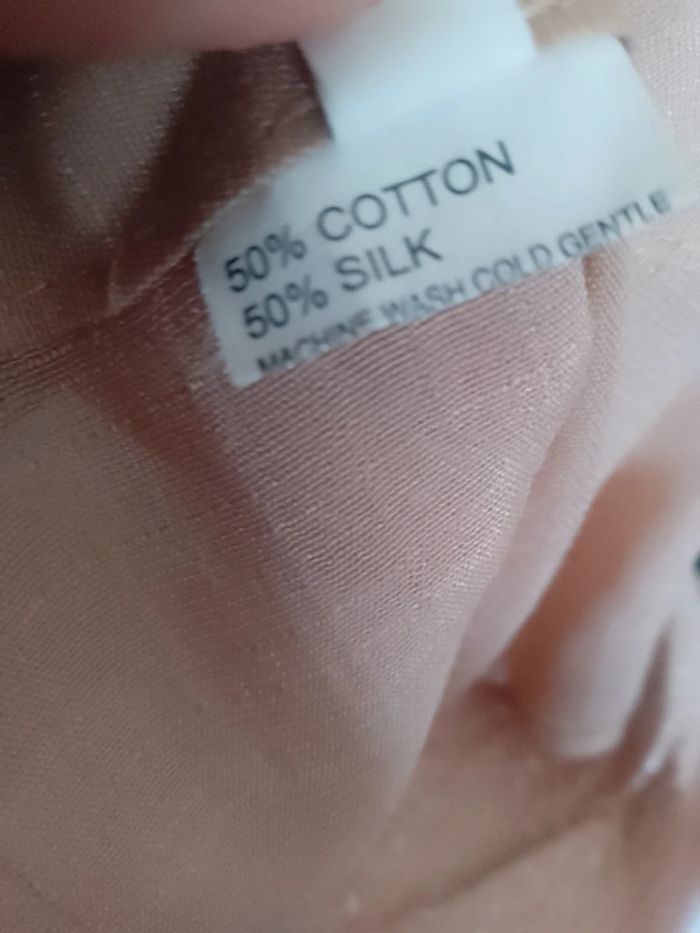 50% COTTON
50% SILK
MACHINE WASH COLD GENTLE